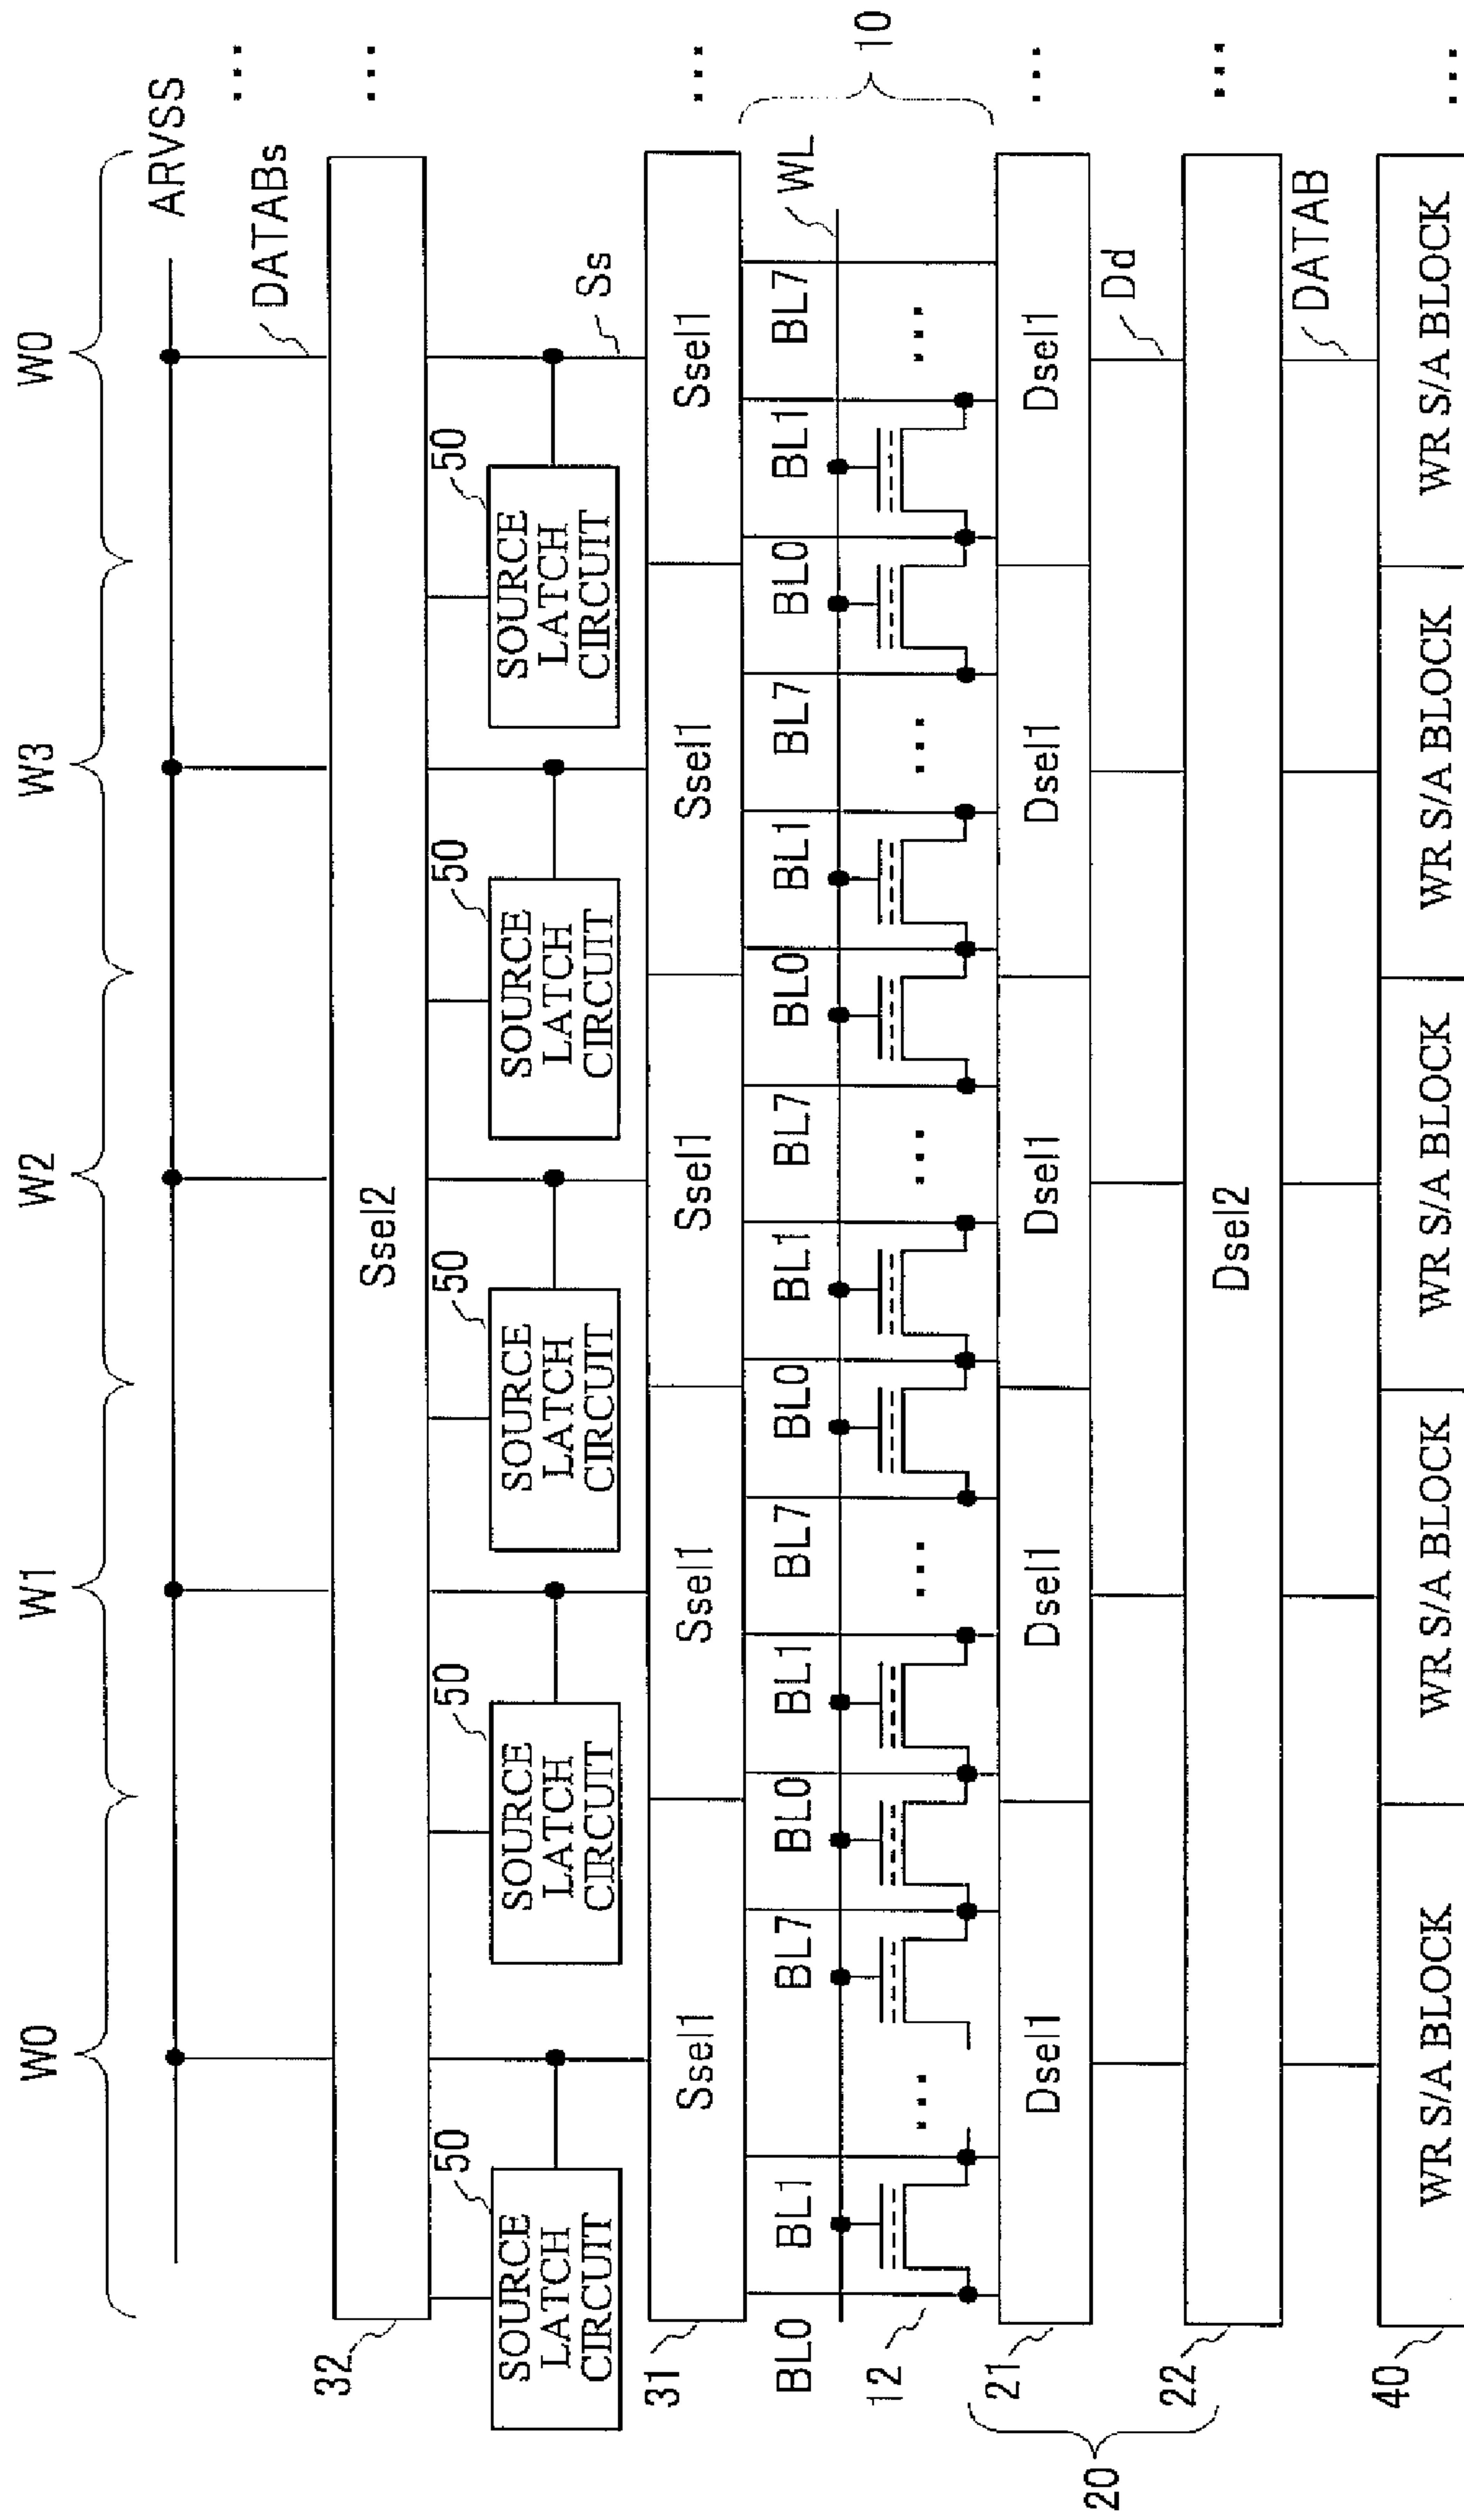 W0 W1 W2 W3 W0
ARVSS
...
DATABs
32 Ssel2 ...
50 50 50 50 50
SOURCE LATCH CIRCUIT
SOURCE LATCH CIRCUIT
SOURCE LATCH CIRCUIT
SOURCE LATCH CIRCUIT
SOURCE LATCH CIRCUIT
Ss
31 Ssel1 Ssel1 Ssel1 Ssel1 Ssel1 ...
BL0 BL1 BL7 BL0 BL1 BL7 BL0 BL1 BL7 BL0 BL1 BL7 BL0 BL1 BL7 WL
12 ... ... ... ... ... 10
21 Dsel1 Dsel1 Dsel1 Dsel1 Dsel1 ...
20 Dd
22 Dsel2 ...
DATAB
40 WR S/A BLOCK WR S/A BLOCK WR S/A BLOCK WR S/A BLOCK WR S/A BLOCK ...